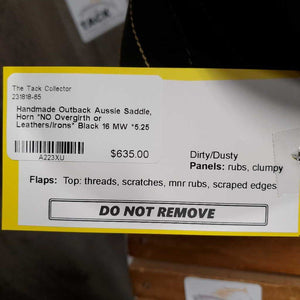 TACK
The Tack Collector
231818-65
Handmade Outback Aussie Saddle,
Horn *NO Overgirth or
Leathers/Irons* Black 16 MW *5.25
A223XU
$635.00
Dirty/Dusty
Panels: rubs, clumpy
Flaps: Top: threads, scratches, mnr rubs, scraped edges
DO NOT REMOVE